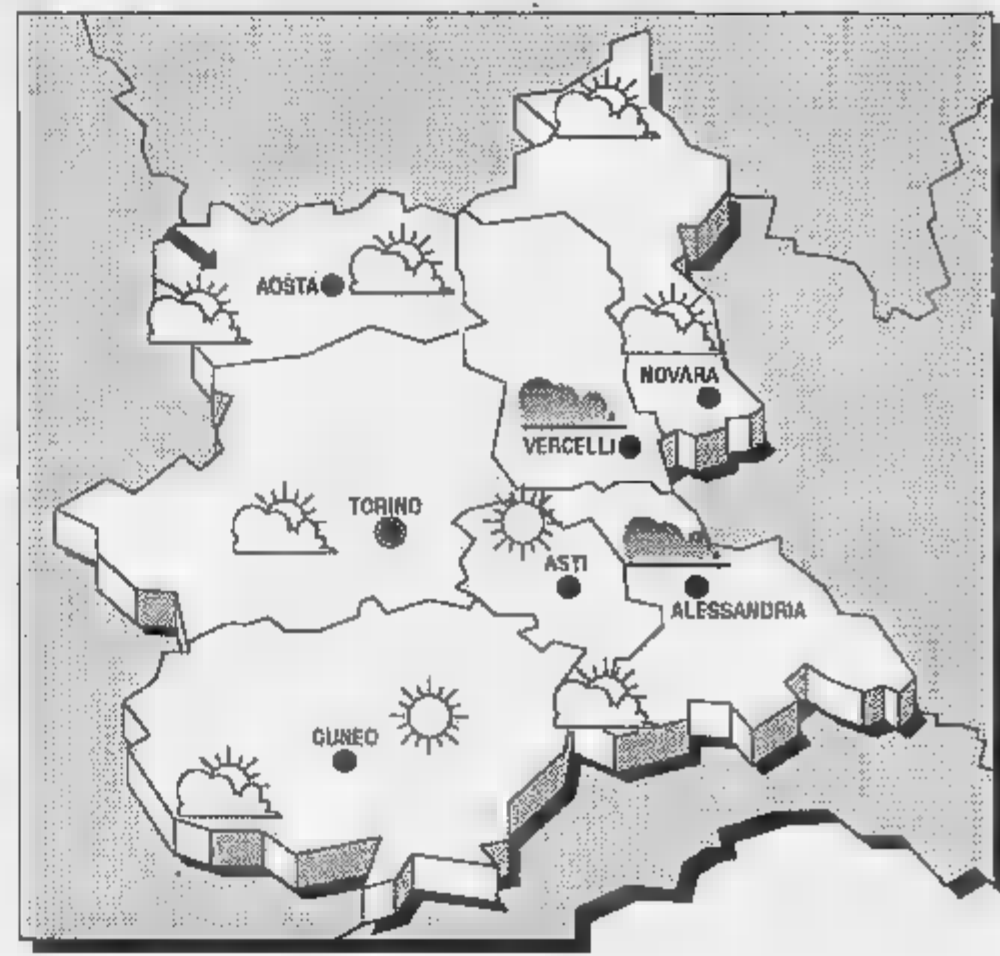 AOSTA
NOVARA
VERCELLI
TORINO
ASTI
ALESSANDRIA
CUNEO